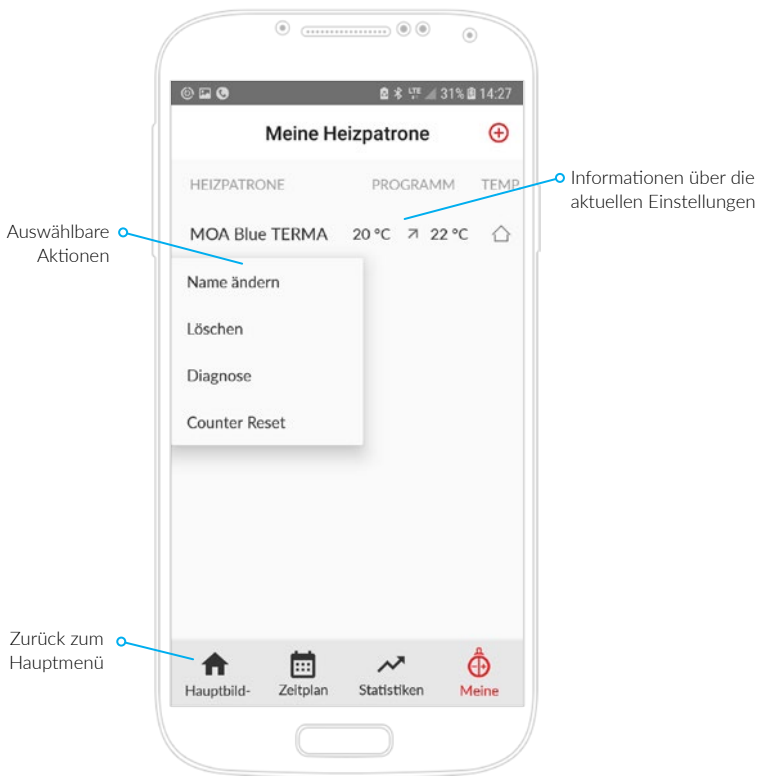 LTE 31% 14:27
Meine Heizpatrone
HEIZPATRONE PROGRAMM TEMP
Informationen über die
aktuellen Einstellungen
Auswählbare
Aktionen
MOA Blue TERMA 20 °C 22 °C
Name ändern
Löschen
Diagnose
Counter Reset
Zurück zum
Hauptmenü
Hauptbild- Zeitplan Statistiken Meine